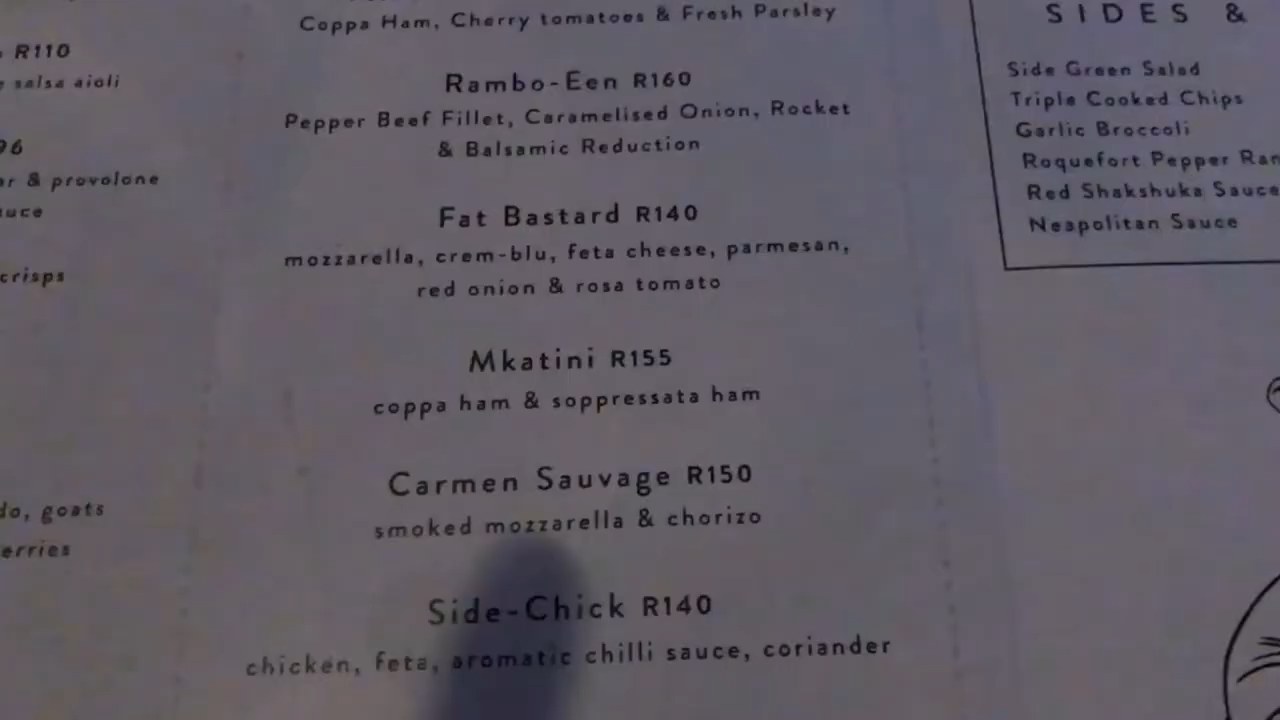 R110
salsa aioli
96
& provolone
crisps
goats
Coppa Ham, Cherry tomatoes & Fresh Parsley
Rambo-Een R160
Pepper Beef Fillet, Caramelised Onion, Rocket
& Balsamic Reduction
Fat Bastard R140
mozzarella, crem-blu, feta cheese, parmesan,
red onion & rosa tomato
Mkatini R155
coppa ham & soppressata ham
Carmen Sauvage R150
smoked mozzarella & chorizo
Side-Chick R140
chicken, feta, aromatic chilli sauce, coriander
SIDES &
Side Green Salad
Triple Cooked Chips
Garlic Broccoli
Roquefort Pepper
Red Shakshuka Sauce
Neapolitan Sauce